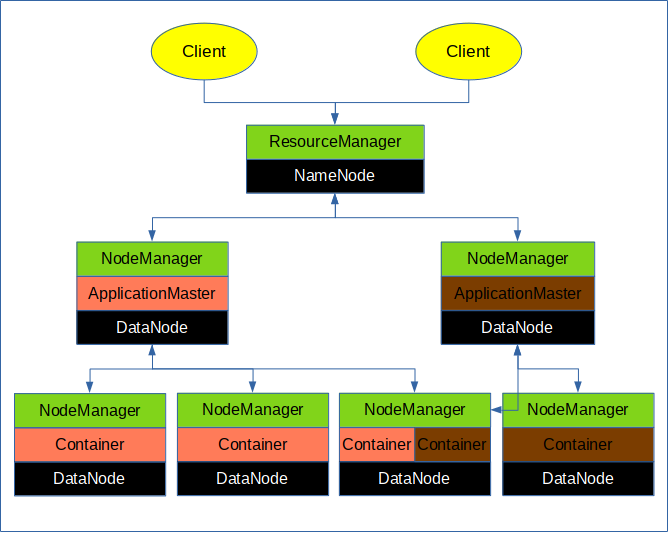 Client
Client
ResourceManager
NameNode
NodeManager
ApplicationMaster
DataNode
NodeManager
ApplicationMaster
DataNode
NodeManager
Container
DataNode
NodeManager
Container
DataNode
NodeManager
Container
Container
DataNode
NodeManager
Container
DataNode